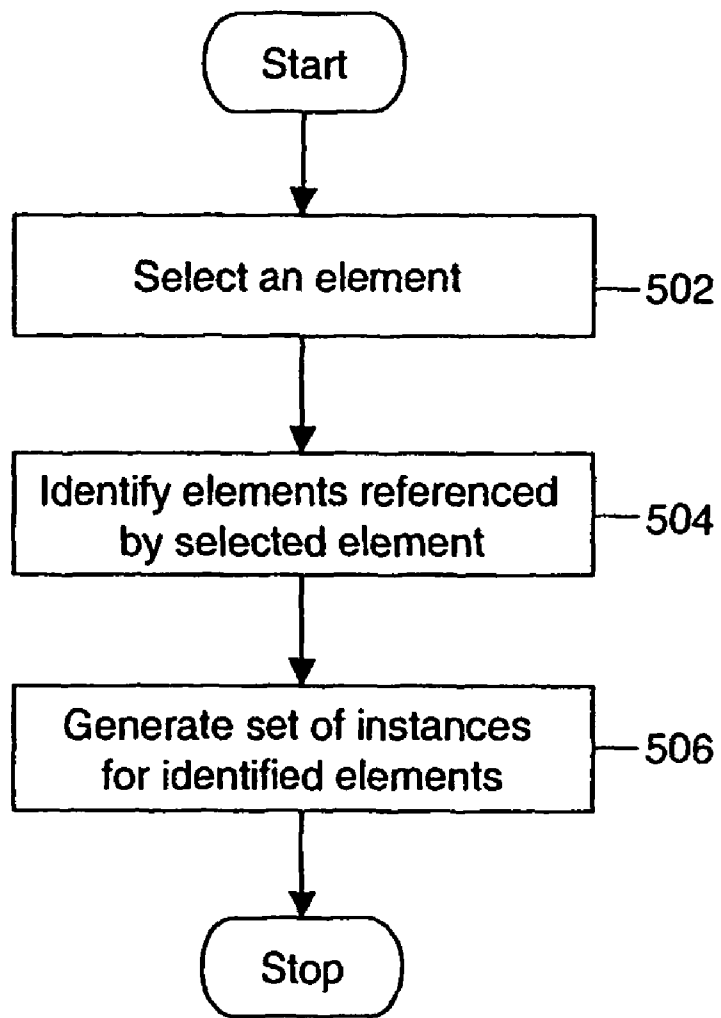 Start
Select an element
502
Identify elements referenced
by selected element
504
Generate set of instances
for identified elements
506
Stop